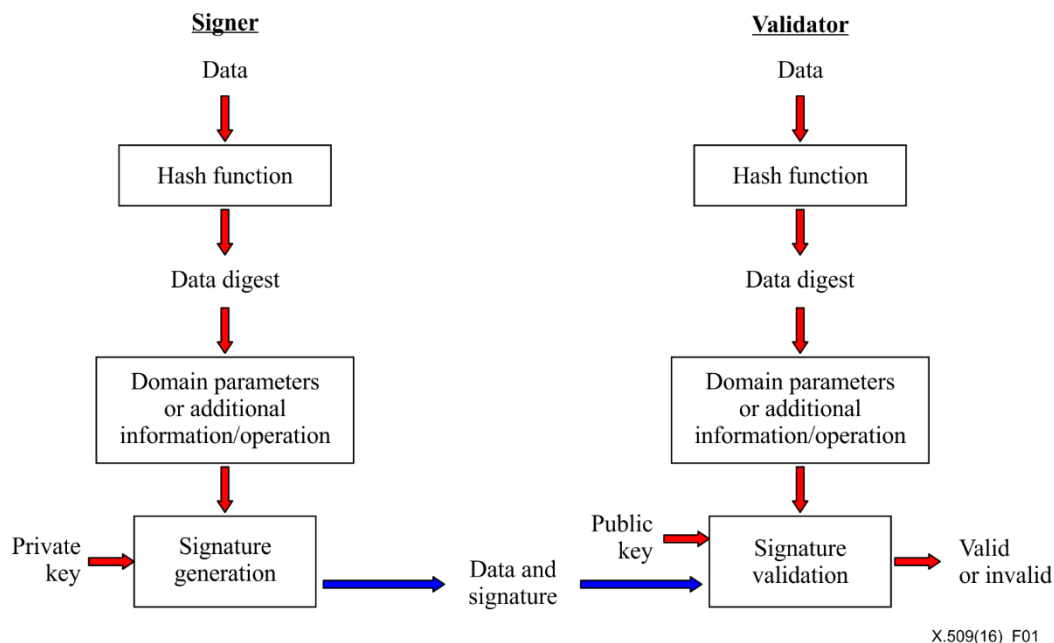 Signer
Data
Hash function
Data digest
Domain parameters
or additional
information/operation
Private
key
Signature
generation
Data and
signature
Validator
Data
Hash function
Data digest
Domain parameters
or additional
information/operation
Public
key
Signature
validation
Valid
or invalid
X.509(16)_F01